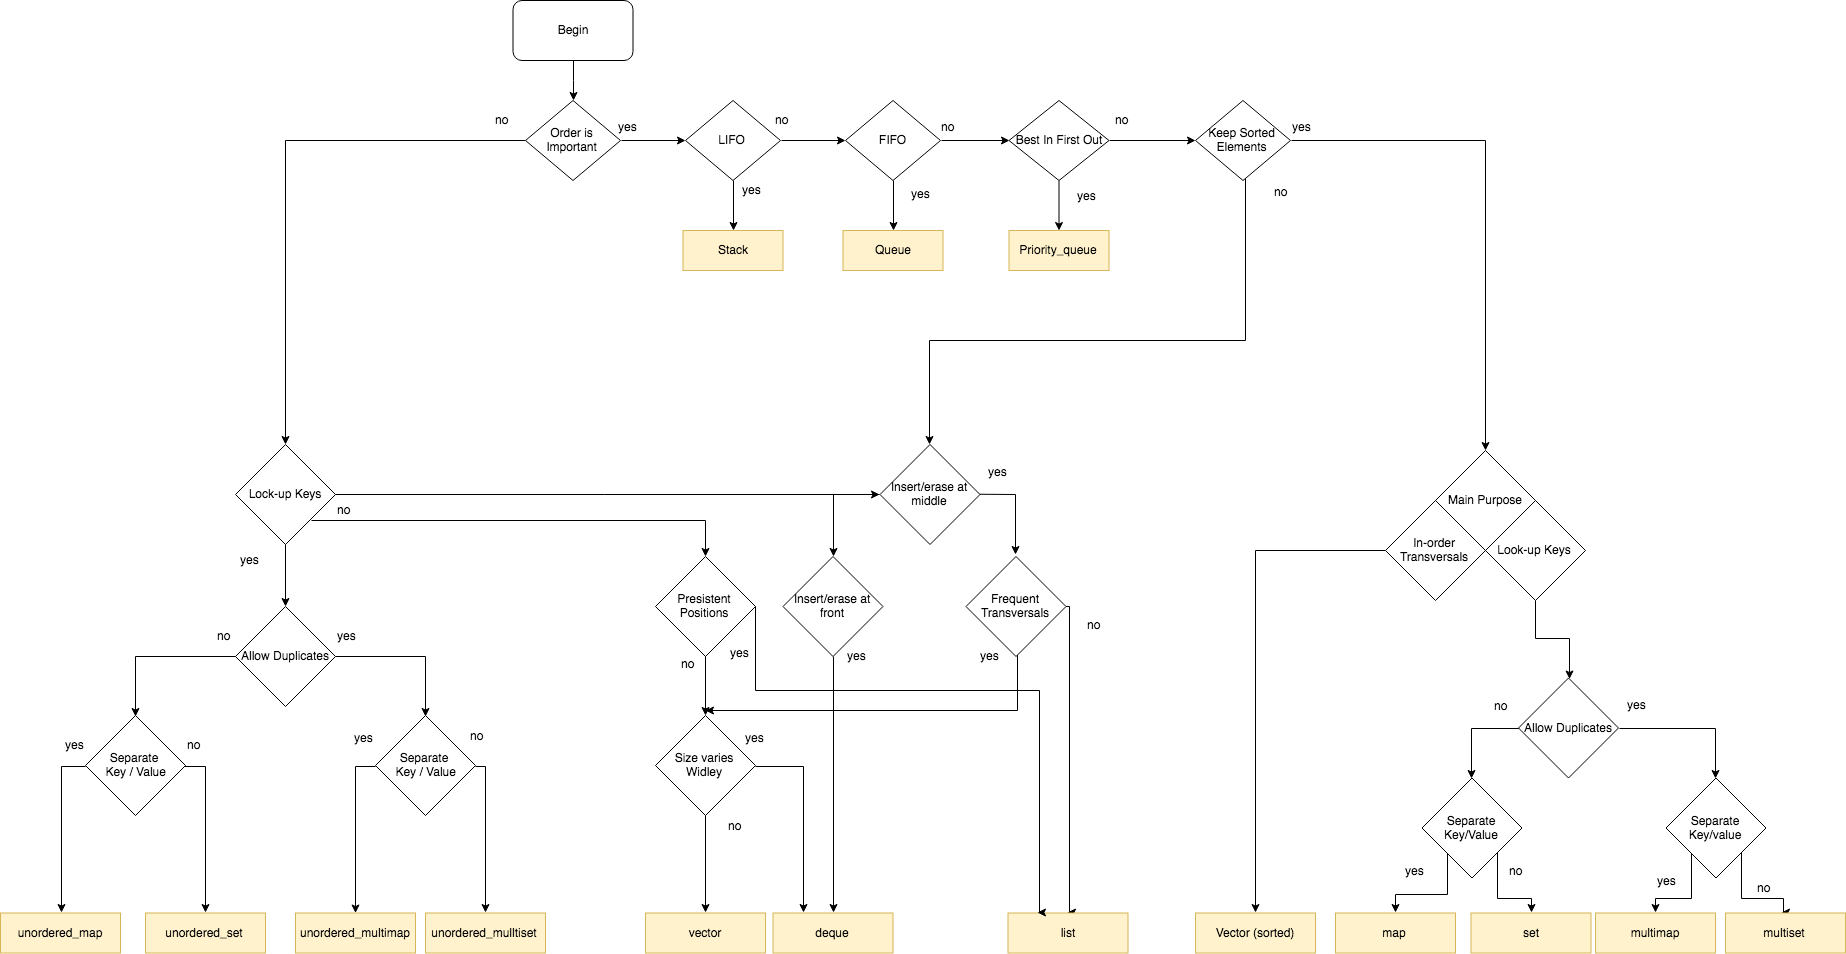 Begin
no
Order is
Important
yes
LIFO
no
FIFO
no
Best In First Out
no
Keep Sorted
Elements
yes
yes
yes
yes
no
Stack
Queue
Priority_queue
Lock-up Keys
no
yes
Insert/erase at
middle
yes
Main Purpose
In-order
Transversals
Look-up Keys
Presistent
Positions
Insert/erase at
front
Frequent
Transversals
no
no
yes
yes
yes
no
Allow Duplicates
yes
no
Allow Duplicates
yes
yes
Separate
Key / Value
no
yes
Separate
Key / Value
no
Size varies
Widley
yes
no
Separate
Key/Value
yes
no
Separate
Key/value
yes
no
unordered_map
unordered_set
unordered_multimap
unordered_mulltiset
vector
deque
list
Vector (sorted)
map
set
multimap
multiset